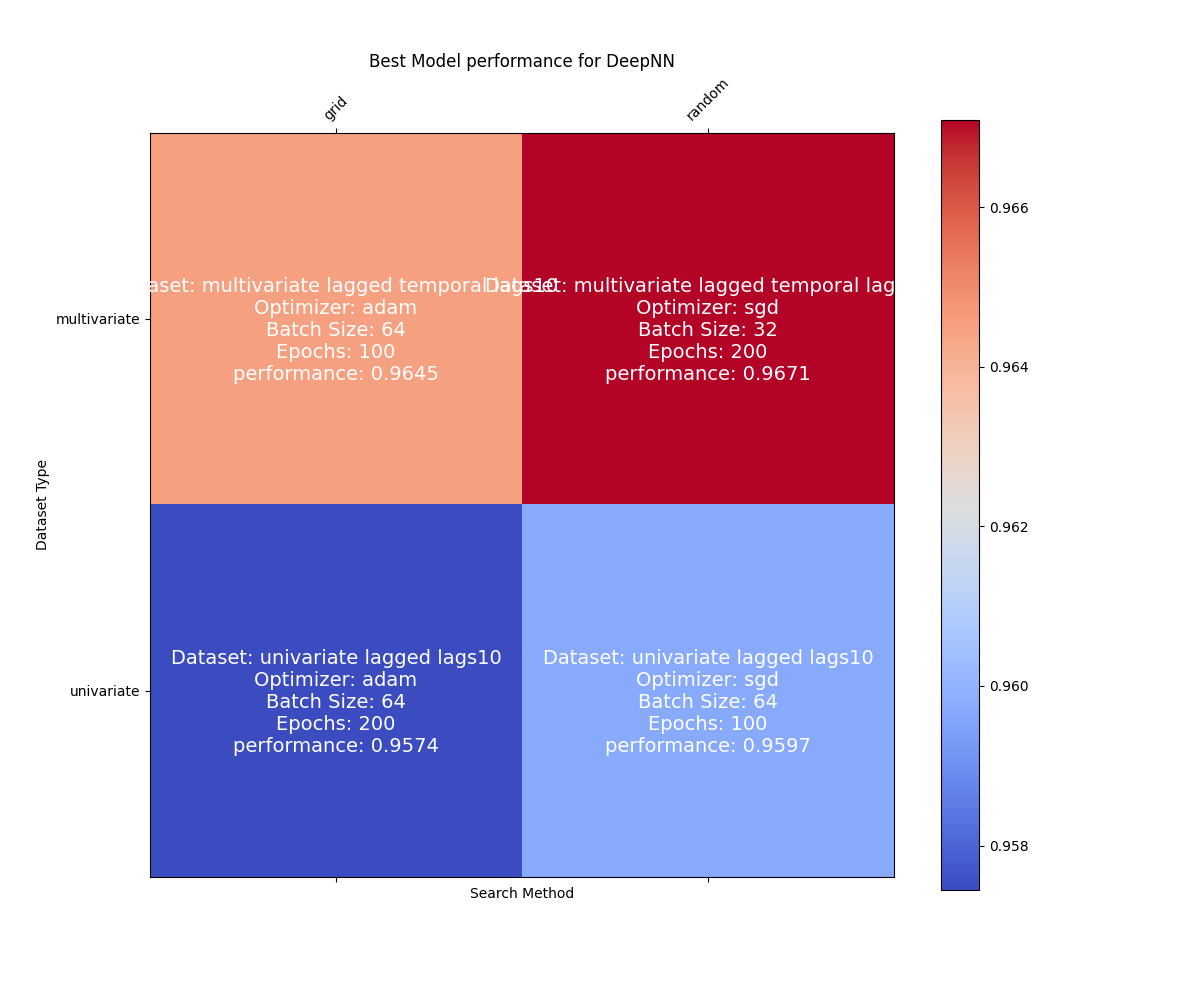 Best Model performance for DeepNN
grid
random
aset: multivariate lagged temporal lags10
Dataset: multivariate lagged temporal lag
Optimizer: adam
Optimizer: sgd
Batch Size: 64
Batch Size: 32
Epochs: 100
Epochs: 200
performance: 0.9645
performance: 0.9671
multivariate
Dataset Type
Dataset: univariate lagged lags10
Dataset: univariate lagged lags10
Optimizer: adam
Optimizer: sgd
Batch Size: 64
Batch Size: 64
Epochs: 200
Epochs: 100
performance: 0.9574
performance: 0.9597
univariate
Search Method
0.966
0.964
0.962
0.960
0.958